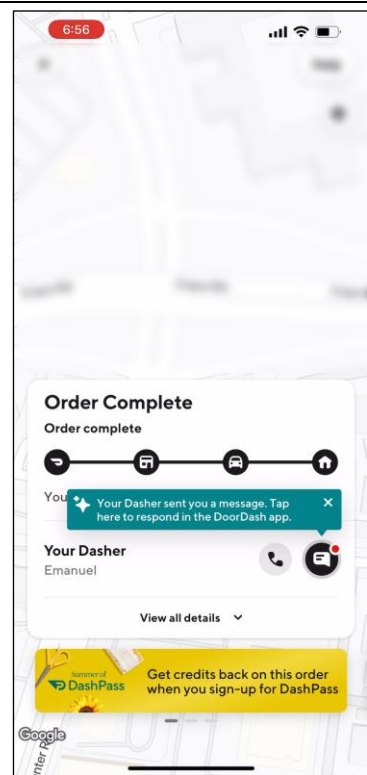 6:56
Order Complete
Order complete
You
Your Dasher sent you a message. Tap
here to respond in the DoorDash app.
Your Dasher
Emanuel
View all details
Summer of
DashPass
Get credits back on this order
when you sign-up for DashPass
Google
nter R